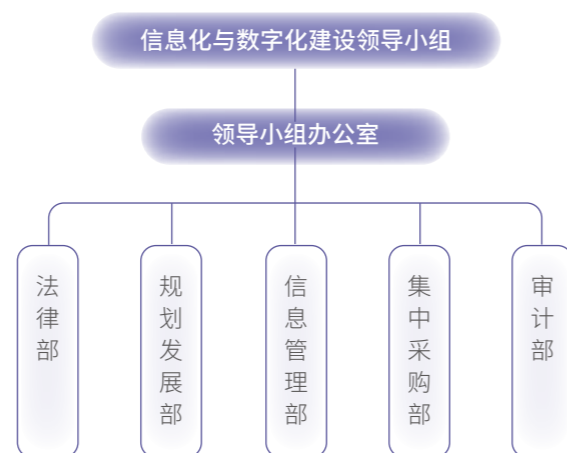 信息化与数字化建设领导小组
领导小组办公室
法律部
规划发展部
信息管理部
集中采购部
审计部